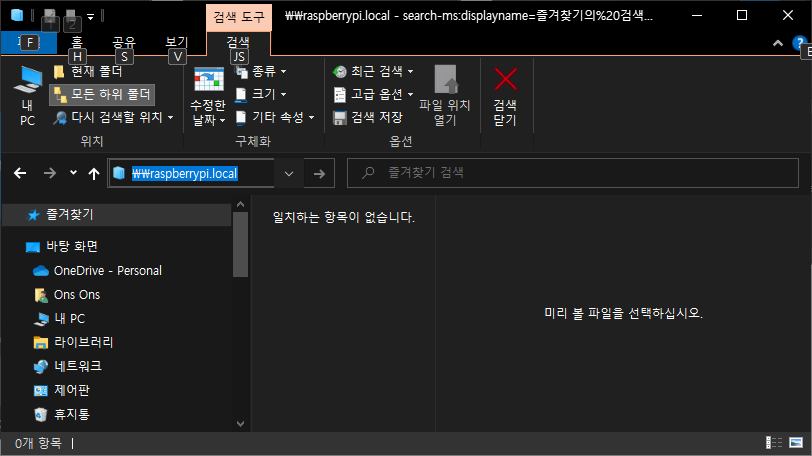 검색 도구
₩₩raspberrypi.local - search-ms:displayname=즐겨찾기의%20검색...
1 2
F
홈 공유 보기 검색
H S V JS
현재 폴더
모든 하위 폴더
다시 검색할 위치
내 PC
위치
수정한 날짜
종류
크기
기타 속성
구체화
최근 검색
고급 옵션
검색 저장
파일 위치 열기
옵션
검색 닫기
₩₩raspberrypi.local
즐겨찾기 검색
즐겨찾기
바탕 화면
OneDrive - Personal
Ons Ons
내 PC
라이브러리
네트워크
제어판
휴지통
일치하는 항목이 없습니다.
미리 볼 파일을 선택하십시오.
0개 항목